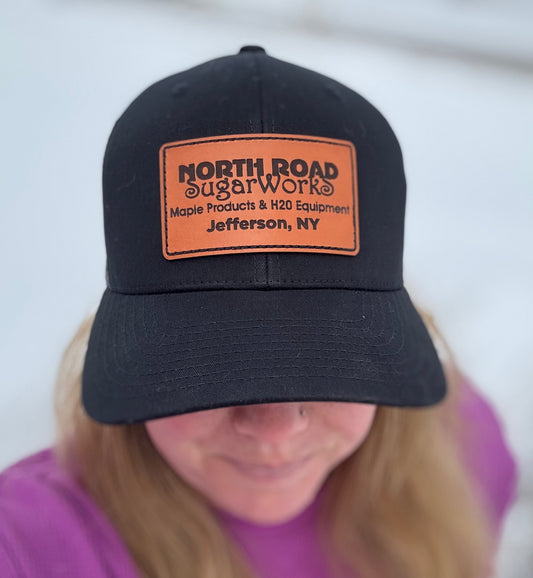 NORTH ROAD
SugarWorks
Maple Products & H20 Equipment
Jefferson, NY